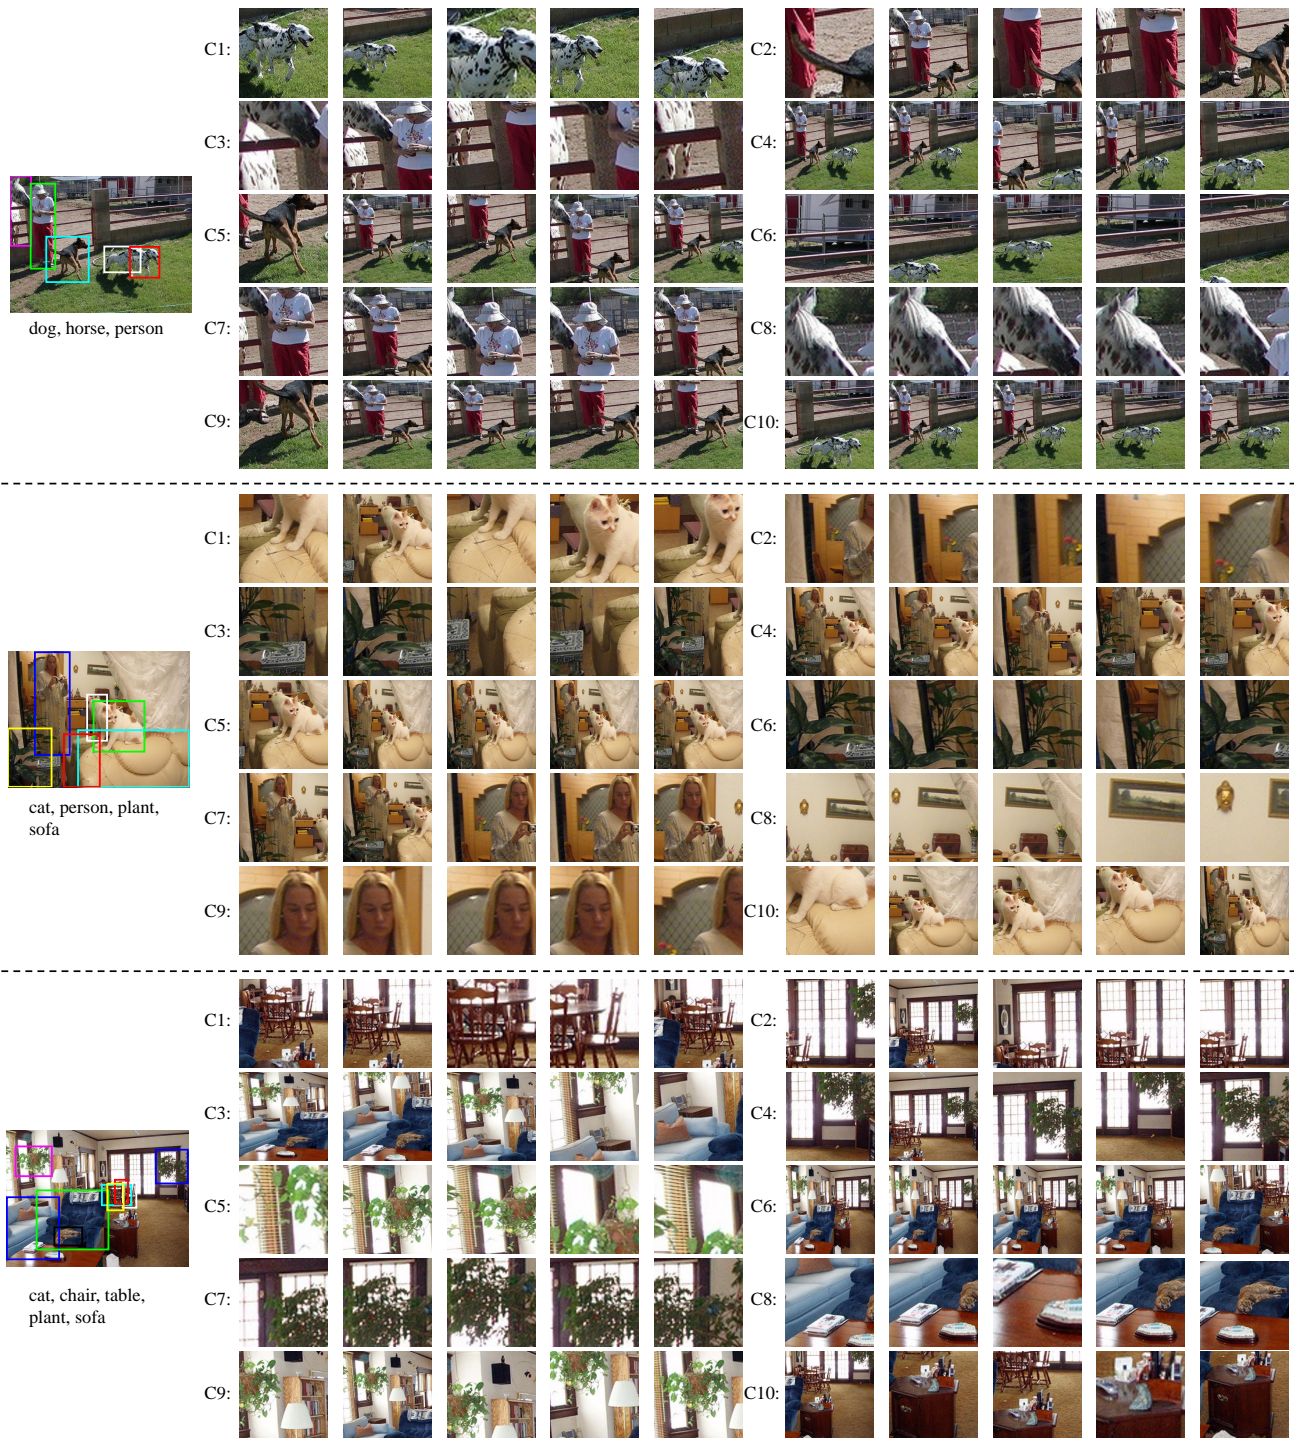 C1:
C2:
C3:
C4:
C5:
C6:
dog, horse, person
C7:
C8:
C9:
C10:
C1:
C2:
C3:
C4:
C5:
C6:
cat, person, plant,
sofa
C7:
C8:
C9:
C10:
C1:
C2:
C3:
C4:
C5:
C6:
cat, chair, table,
plant, sofa
C7:
C8:
C9:
C10: